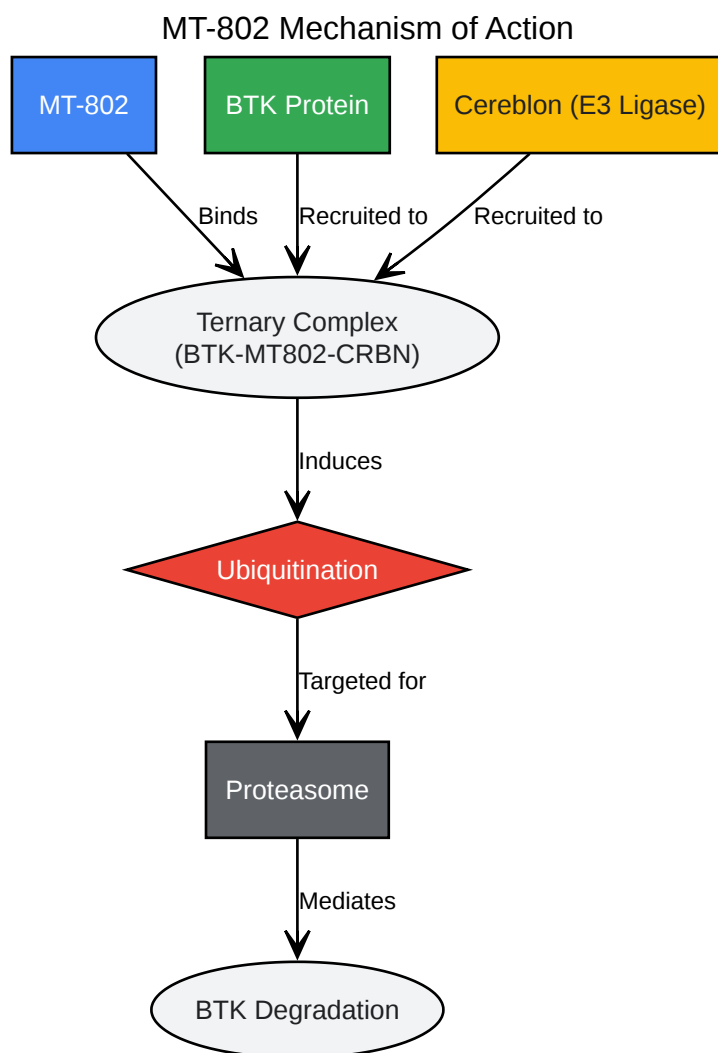 MT-802 Mechanism of Action
MT-802
BTK Protein
Cereblon (E3 Ligase)
Binds
Recruited to
Recruited to
Ternary Complex
(BTK-MT802-CRBN)
Induces
Ubiquitination
Targeted for
Proteasome
Mediates
BTK Degradation